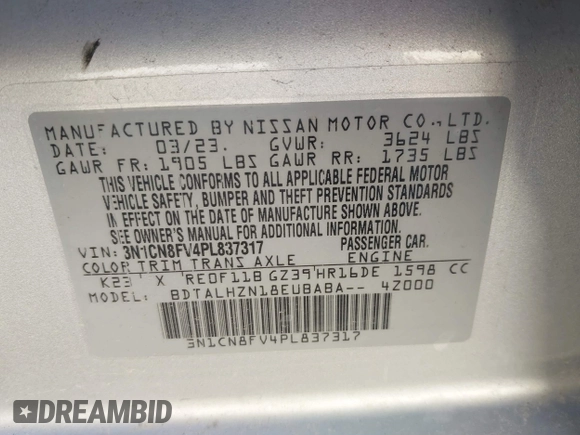 MANUFACTURED BY NISSAN MOTOR CO.,LTD.
DATE: 03/23. GVWR: 3624 LBS
GAWR FR: 1905 LBS GAWR RR: 1735 LBS
THIS VEHICLE CONFORMS TO ALL APPLICABLE FEDERAL MOTOR
VEHICLE SAFETY, BUMPER AND THEFT PREVENTION STANDARDS
IN EFFECT ON THE DATE OF MANUFACTURE SHOWN ABOVE.
SEE OWNER'S MANUAL FOR ADDITIONAL INFORMATION.
VIN: 3N1CN8FV4PL837317 PASSENGER CAR.
COLOR TRIM TRANS AXLE ENGINE
K23' X 'RE0F11B GZ39'HR16DE 1598 CC
MODEL: BDTALHZN18EUBABA-- 4Z000
3N1CN8FV4PL837317
DREAMBID